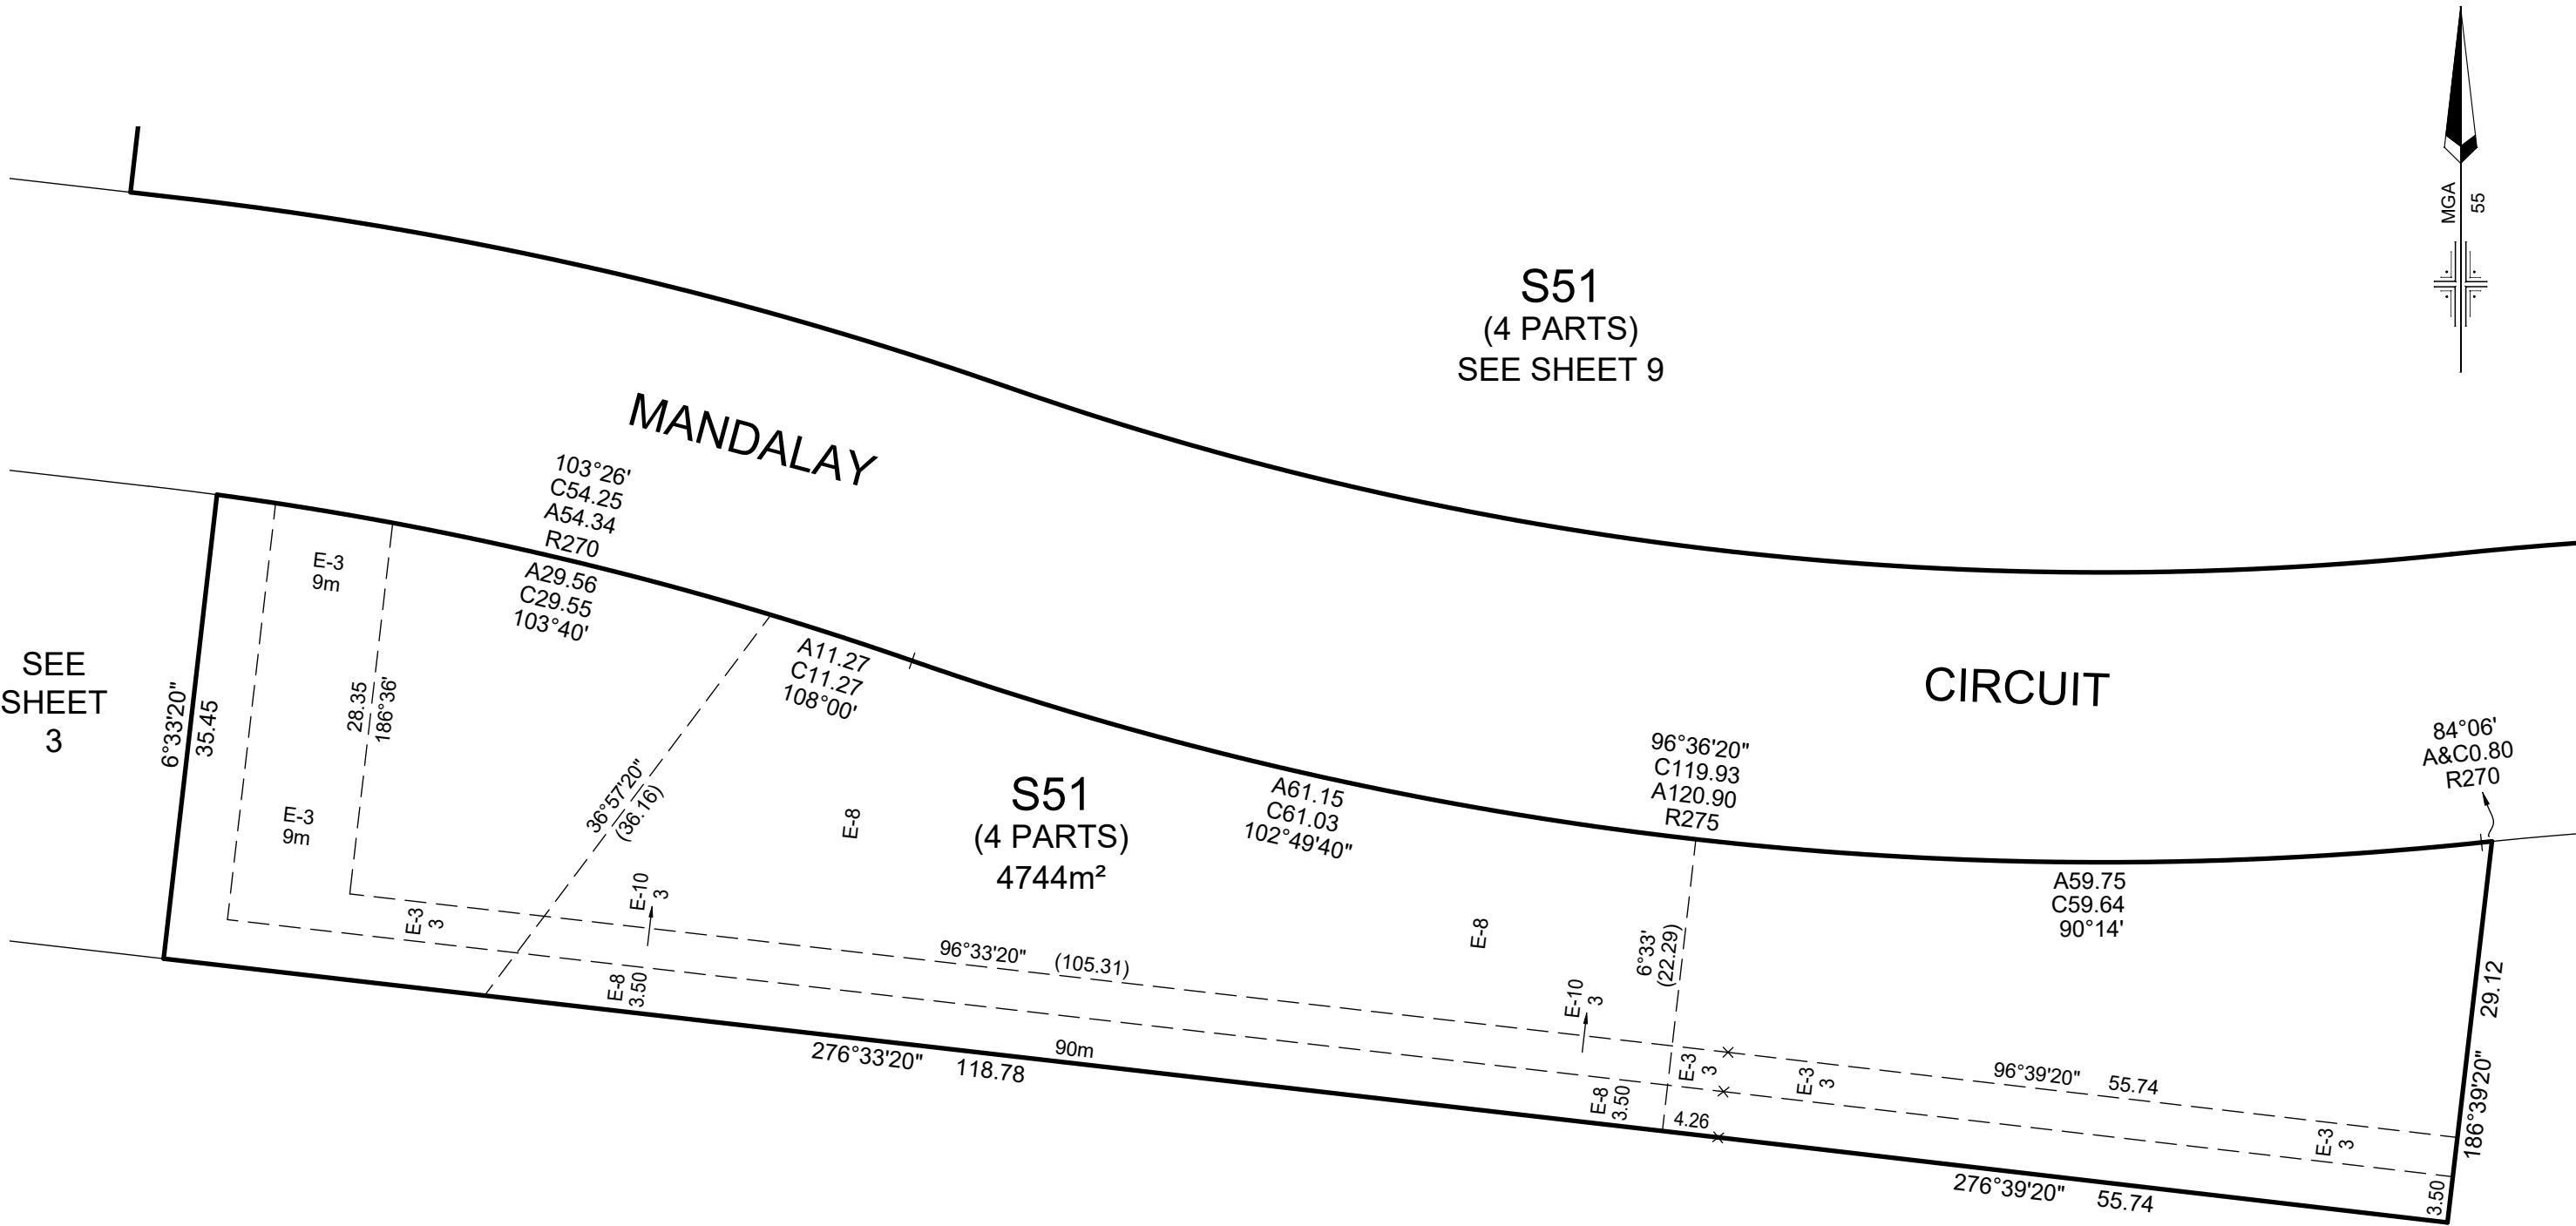 MGA
55
S51
(4 PARTS)
SEE SHEET 9
MANDALAY
CIRCUIT
103°26'
C54.25
A54.34
R270
A29.56
C29.55
103°40'
E-3
9m
SEE
SHEET
3
6°33'20"
35.45
28.35
186°36'
A11.27
C11.27
108°00'
96°36'20"
C119.93
A120.90
R275
84°06'
A&C0.80
R270
36°57'20"
(36.16)
E-8
S51
(4 PARTS)
4744m²
A61.15
C61.03
102°49'40"
E-3
9m
A59.75
C59.64
90°14'
E-10
3
E-3
3
E-8
96°33'20" (105.31)
6°33'
(22.29)
E-8
3.50
E-10
3
29.12
186°39'20"
276°33'20" 118.78
90m
E-3
3
E-3
3
96°39'20" 55.74
E-8
3.50
4.26
E-3
3
276°39'20" 55.74
3.50